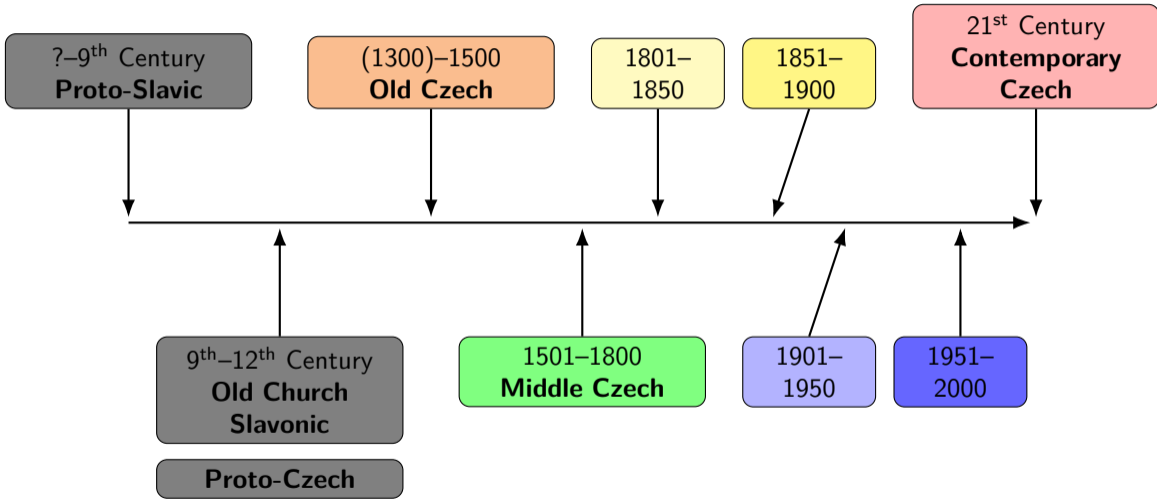 ?–9th Century
Proto-Slavic
(1300)–1500
Old Czech
1801–
1850
1851–
1900
21st Century
Contemporary
Czech
9th–12th Century
Old Church
Slavonic
Proto-Czech
1501–1800
Middle Czech
1901–
1950
1951–
2000